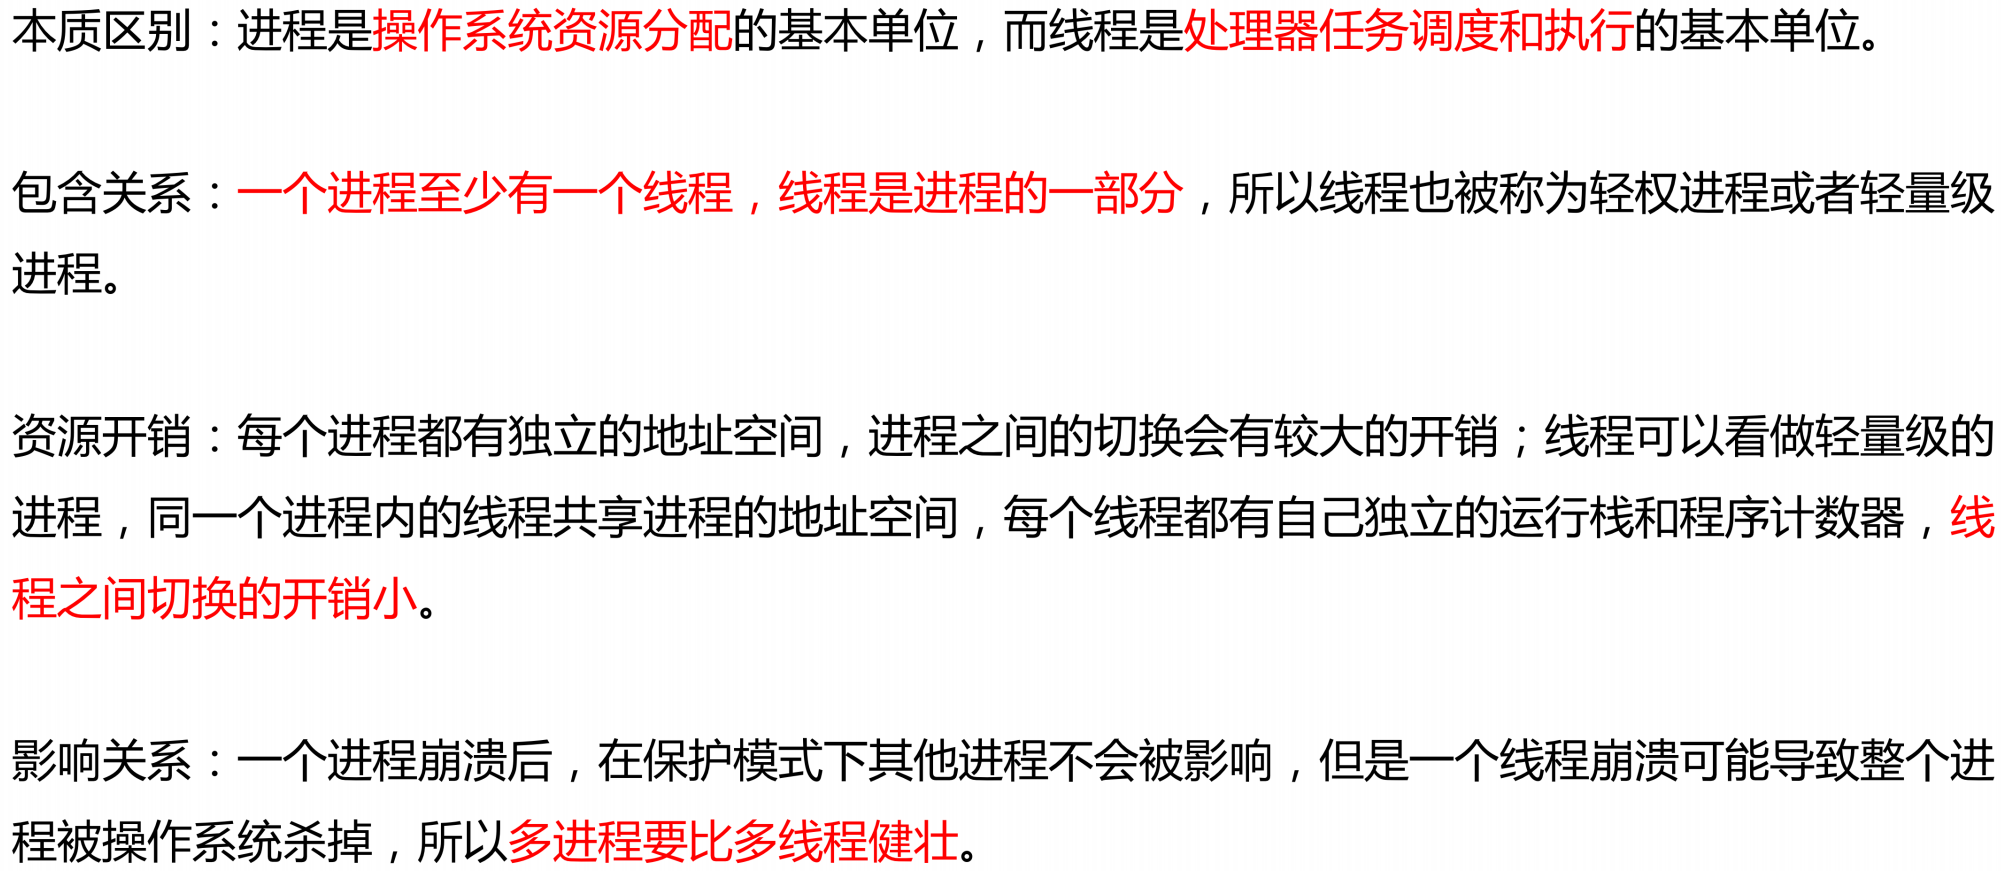 本质区别：进程是操作系统资源分配的基本单位，而线程是处理器任务调度和执行的基本单位。
包含关系：一个进程至少有一个线程，线程是进程的一部分，所以线程也被称为轻权进程或者轻量级
进程。
资源开销：每个进程都有独立的地址空间，进程之间的切换会有较大的开销；线程可以看做轻量级的
进程，同一个进程内的线程共享进程的地址空间，每个线程都有自己独立的运行栈和程序计数器，线
程之间切换的开销小。
影响关系：一个进程崩溃后，在保护模式下其他进程不会被影响，但是一个线程崩溃可能导致整个进
程被操作系统杀掉，所以多进程要比多线程健壮。